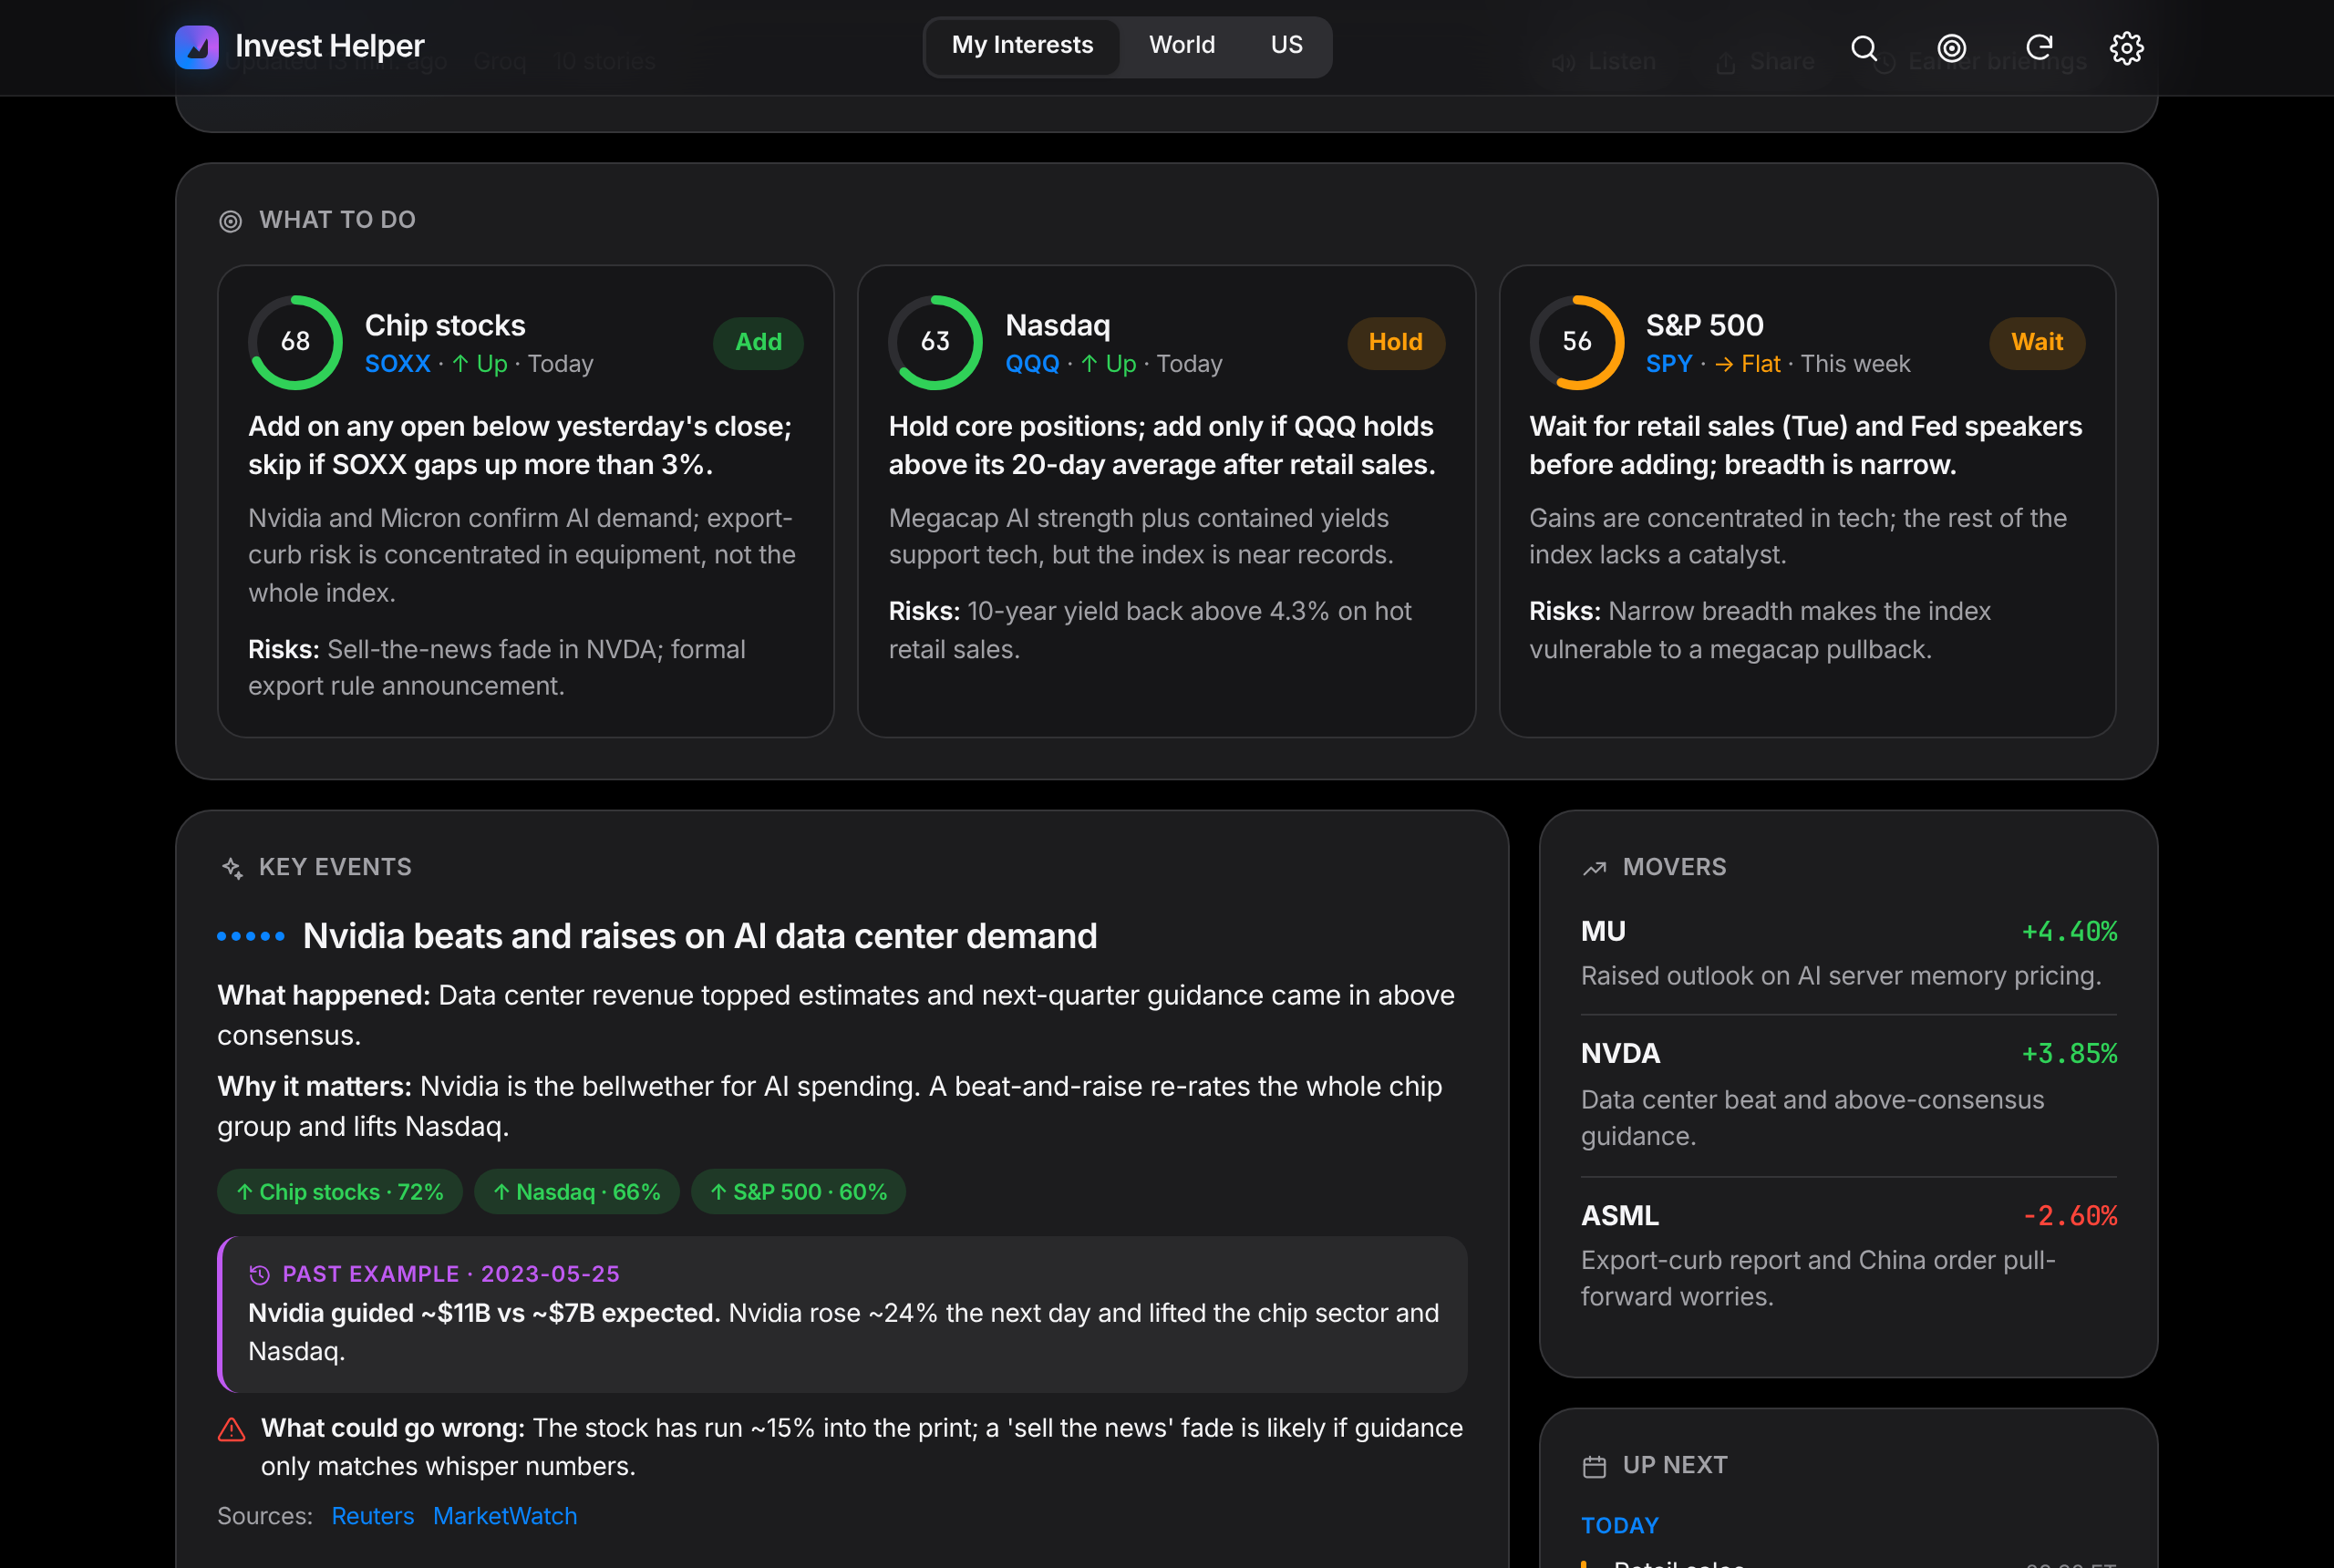 Invest Helper
My Interests
World
US
Updated 13 min. ago Groq 10 stories
Listen
Share
Earlier briefings
WHAT TO DO
68
Chip stocks
SOXX · ↑ Up · Today
Add
Add on any open below yesterday's close;
skip if SOXX gaps up more than 3%.
Nvidia and Micron confirm AI demand; export-
curb risk is concentrated in equipment, not the
whole index.
Risks: Sell-the-news fade in NVDA; formal
export rule announcement.
63
Nasdaq
QQQ · ↑ Up · Today
Hold
Hold core positions; add only if QQQ holds
above its 20-day average after retail sales.
Megacap AI strength plus contained yields
support tech, but the index is near records.
Risks: 10-year yield back above 4.3% on hot
retail sales.
56
S&P 500
SPY · → Flat · This week
Wait
Wait for retail sales (Tue) and Fed speakers
before adding; breadth is narrow.
Gains are concentrated in tech; the rest of the
index lacks a catalyst.
Risks: Narrow breadth makes the index
vulnerable to a megacap pullback.
KEY EVENTS
Nvidia beats and raises on AI data center demand
What happened: Data center revenue topped estimates and next-quarter guidance came in above
consensus.
Why it matters: Nvidia is the bellwether for AI spending. A beat-and-raise re-rates the whole chip
group and lifts Nasdaq.
↑ Chip stocks · 72%
↑ Nasdaq · 66%
↑ S&P 500 · 60%
PAST EXAMPLE · 2023-05-25
Nvidia guided ~$11B vs ~$7B expected. Nvidia rose ~24% the next day and lifted the chip sector and
Nasdaq.
What could go wrong: The stock has run ~15% into the print; a 'sell the news' fade is likely if guidance
only matches whisper numbers.
Sources: Reuters MarketWatch
MOVERS
MU
+4.40%
Raised outlook on AI server memory pricing.
NVDA
+3.85%
Data center beat and above-consensus
guidance.
ASML
-2.60%
Export-curb report and China order pull-
forward worries.
UP NEXT
TODAY
Retail sales